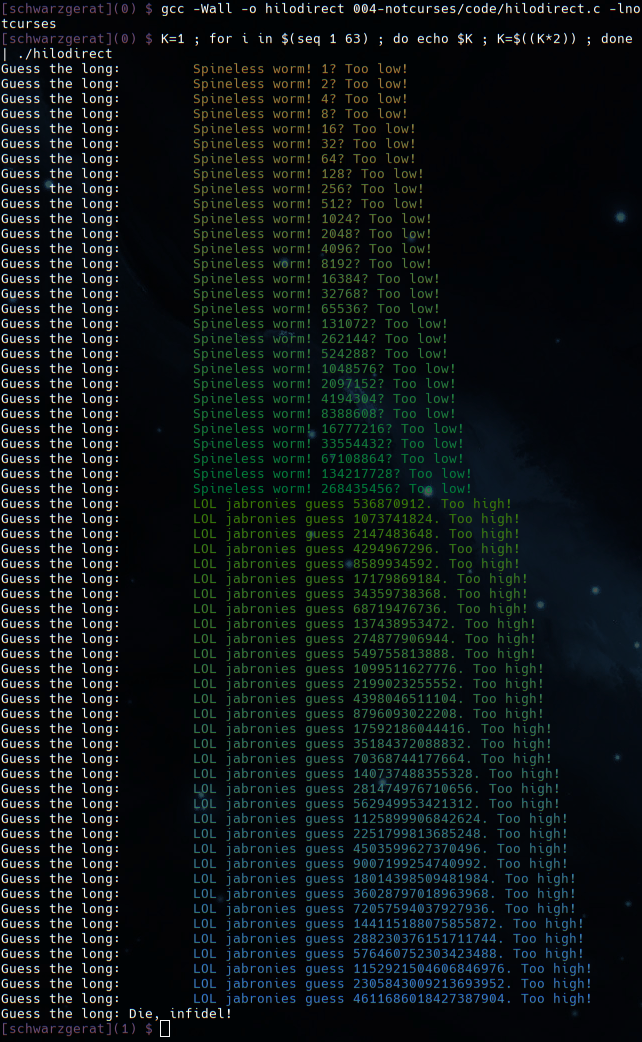 [schwarzgerat](0) $ gcc -Wall -o hilodirect 004-notcurses/code/hilodirect.c -lno
tcurses
[schwarzgerat](0) $ K=1 ; for i in $(seq 1 63) ; do echo $K ; K=$((K*2)) ; done
| ./hilodirect
Guess the long: Spineless worm! 1? Too low!
Guess the long: Spineless worm! 2? Too low!
Guess the long: Spineless worm! 4? Too low!
Guess the long: Spineless worm! 8? Too low!
Guess the long: Spineless worm! 16? Too low!
Guess the long: Spineless worm! 32? Too low!
Guess the long: Spineless worm! 64? Too low!
Guess the long: Spineless worm! 128? Too low!
Guess the long: Spineless worm! 256? Too low!
Guess the long: Spineless worm! 512? Too low!
Guess the long: Spineless worm! 1024? Too low!
Guess the long: Spineless worm! 2048? Too low!
Guess the long: Spineless worm! 4096? Too low!
Guess the long: Spineless worm! 8192? Too low!
Guess the long: Spineless worm! 16384? Too low!
Guess the long: Spineless worm! 32768? Too low!
Guess the long: Spineless worm! 65536? Too low!
Guess the long: Spineless worm! 131072? Too low!
Guess the long: Spineless worm! 262144? Too low!
Guess the long: Spineless worm! 524288? Too low!
Guess the long: Spineless worm! 1048576? Too low!
Guess the long: Spineless worm! 2097152? Too low!
Guess the long: Spineless worm! 4194304? Too low!
Guess the long: Spineless worm! 8388608? Too low!
Guess the long: Spineless worm! 16777216? Too low!
Guess the long: Spineless worm! 33554432? Too low!
Guess the long: Spineless worm! 67108864? Too low!
Guess the long: Spineless worm! 134217728? Too low!
Guess the long: Spineless worm! 268435456? Too low!
Guess the long: LOL jabronies guess 536870912. Too high!
Guess the long: LOL jabronies guess 1073741824. Too high!
Guess the long: LOL jabronies guess 2147483648. Too high!
Guess the long: LOL jabronies guess 4294967296. Too high!
Guess the long: LOL jabronies guess 8589934592. Too high!
Guess the long: LOL jabronies guess 17179869184. Too high!
Guess the long: LOL jabronies guess 34359738368. Too high!
Guess the long: LOL jabronies guess 68719476736. Too high!
Guess the long: LOL jabronies guess 137438953472. Too high!
Guess the long: LOL jabronies guess 274877906944. Too high!
Guess the long: LOL jabronies guess 549755813888. Too high!
Guess the long: LOL jabronies guess 1099511627776. Too high!
Guess the long: LOL jabronies guess 2199023255552. Too high!
Guess the long: LOL jabronies guess 4398046511104. Too high!
Guess the long: LOL jabronies guess 8796093022208. Too high!
Guess the long: LOL jabronies guess 17592186044416. Too high!
Guess the long: LOL jabronies guess 35184372088832. Too high!
Guess the long: LOL jabronies guess 70368744177664. Too high!
Guess the long: LOL jabronies guess 140737488355328. Too high!
Guess the long: LOL jabronies guess 281474976710656. Too high!
Guess the long: LOL jabronies guess 562949953421312. Too high!
Guess the long: LOL jabronies guess 1125899906842624. Too high!
Guess the long: LOL jabronies guess 2251799813685248. Too high!
Guess the long: LOL jabronies guess 4503599627370496. Too high!
Guess the long: LOL jabronies guess 9007199254740992. Too high!
Guess the long: LOL jabronies guess 18014398509481984. Too high!
Guess the long: LOL jabronies guess 36028797018963968. Too high!
Guess the long: LOL jabronies guess 72057594037927936. Too high!
Guess the long: LOL jabronies guess 144115188075855872. Too high!
Guess the long: LOL jabronies guess 288230376151711744. Too high!
Guess the long: LOL jabronies guess 576460752303423488. Too high!
Guess the long: LOL jabronies guess 1152921504606846976. Too high!
Guess the long: LOL jabronies guess 2305843009213693952. Too high!
Guess the long: LOL jabronies guess 4611686018427387904. Too high!
Guess the long: Die, infidel!
[schwarzgerat](1) $